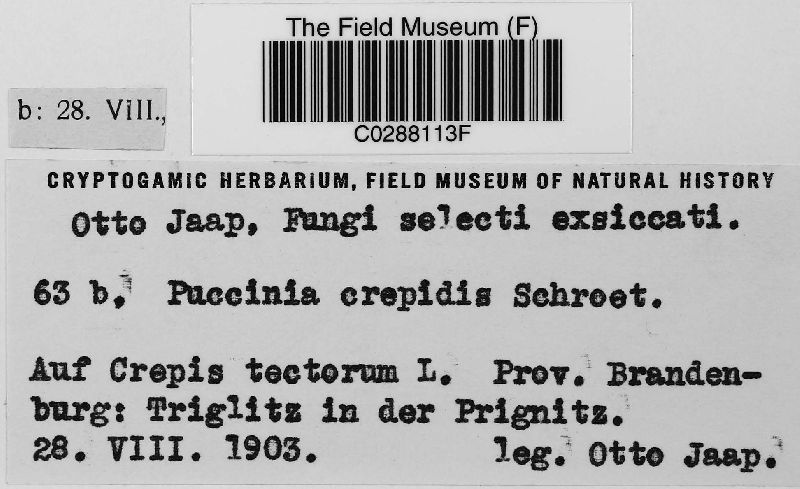 The Field Museum (F)
C0288113F
b: 28. VIII.,
CRYPTOGAMIC HERBARIUM, FIELD MUSEUM OF NATURAL HISTORY
Otto Jaap, Fungi selecti exsiccati.
63 b, Puccinia crepidis Schroet.
Auf Crepis tectorum L. Prov. Branden-
burg: Triglitz in der Prignitz.
28. VIII. 1903. leg. Otto Jaap.